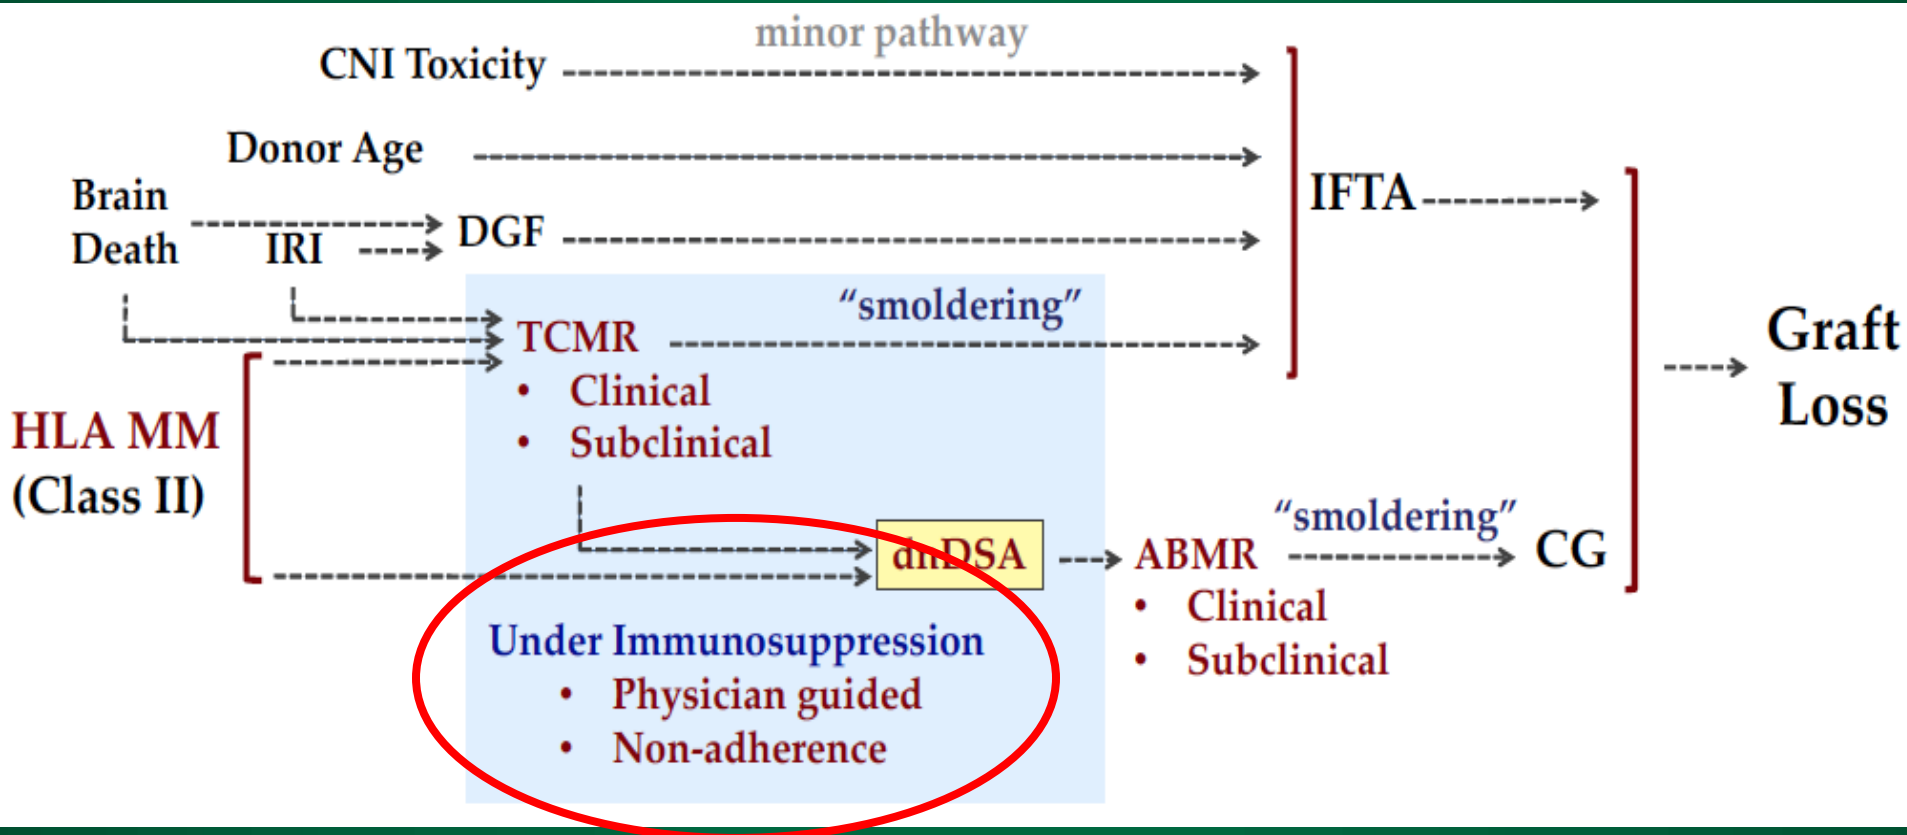 minor pathway
CNI Toxicity
Donor Age
Brain
Death
IRI
DGF
IFTA
"smoldering"
TCMR
• Clinical
• Subclinical
HLA MM
(Class II)
Graft
Loss
dnDSA
"smoldering"
ABMR
CG
• Clinical
• Subclinical
Under Immunosuppression
• Physician guided
• Non-adherence